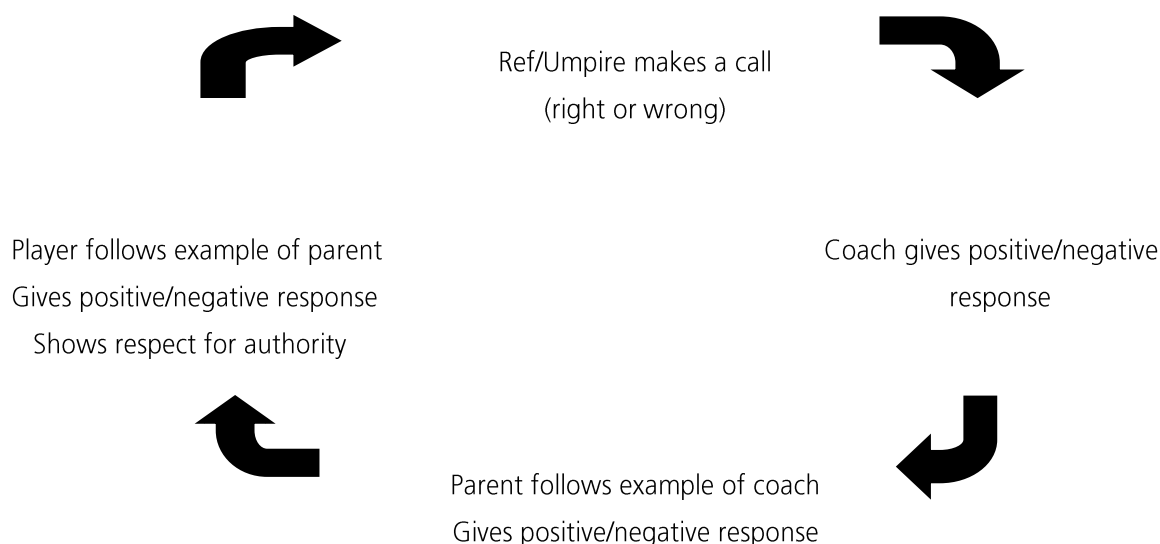 Ref/Umpire makes a call
(right or wrong)
Coach gives positive/negative
response
Parent follows example of coach
Gives positive/negative response
Player follows example of parent
Gives positive/negative response
Shows respect for authority